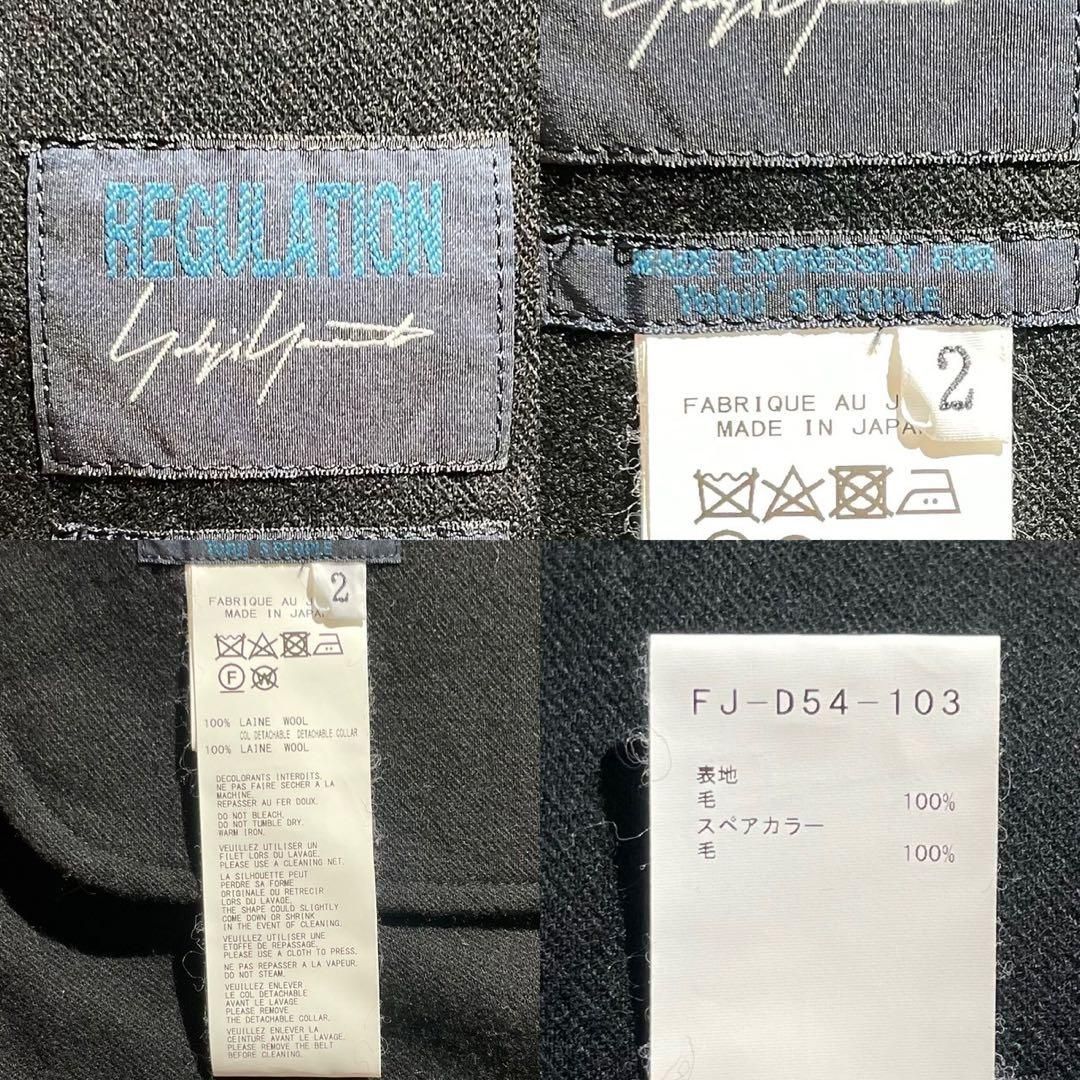 REGULATION
Yohji Yamamoto
MADE EXPRESSLY FOR
Yohji's PEOPLE
2
FABRIQUE AU J
MADE IN JAPA
Yohji'S PEOPLE
2
FABRIQUE AU J
MADE IN JAPA
F W
100% LAINE WOOL
COL DETACHABLE DETACHABLE COLLAR
100% LAINE WOOL
DECOLORANTS INTERDITS.
NE PAS FAIRE SECHER A LA
MACHINE.
REPASSER AU FER DOUX.
DO NOT BLEACH.
DO NOT TUMBLE DRY.
WARM IRON.
VEUILLEZ UTILISER UN
FILET LORS DU LAVAGE.
PLEASE USE A CLEANING NET.
LA SILHOUETTE PEUT
PERDRE SA FORME
ORIGINALE OU RETRECIR
LORS DU LAVAGE.
THE SHAPE COULD SLIGHTLY
COME DOWN OR SHRINK
IN THE EVENT OF CLEANING.
VEUILLEZ UTILISER UNE
ETOFFE DE REPASSAGE.
PLEASE USE A CLOTH TO PRESS.
NE PAS REPASSER A LA VAPEUR.
DO NOT STEAM.
VEUILLEZ ENLEVER
LE COL DETACHABLE
AVANT LE LAVAGE
PLEASE REMOVE
THE DETACHABLE COLLAR.
VEUILLEZ ENLEVER LA
CEINTURE AVANT LE LAVAGE.
PLEASE REMOVE THE BELT
BEFORE CLEANING.
FJ-D54-103
表地
毛 100%
スペアカラー
毛 100%